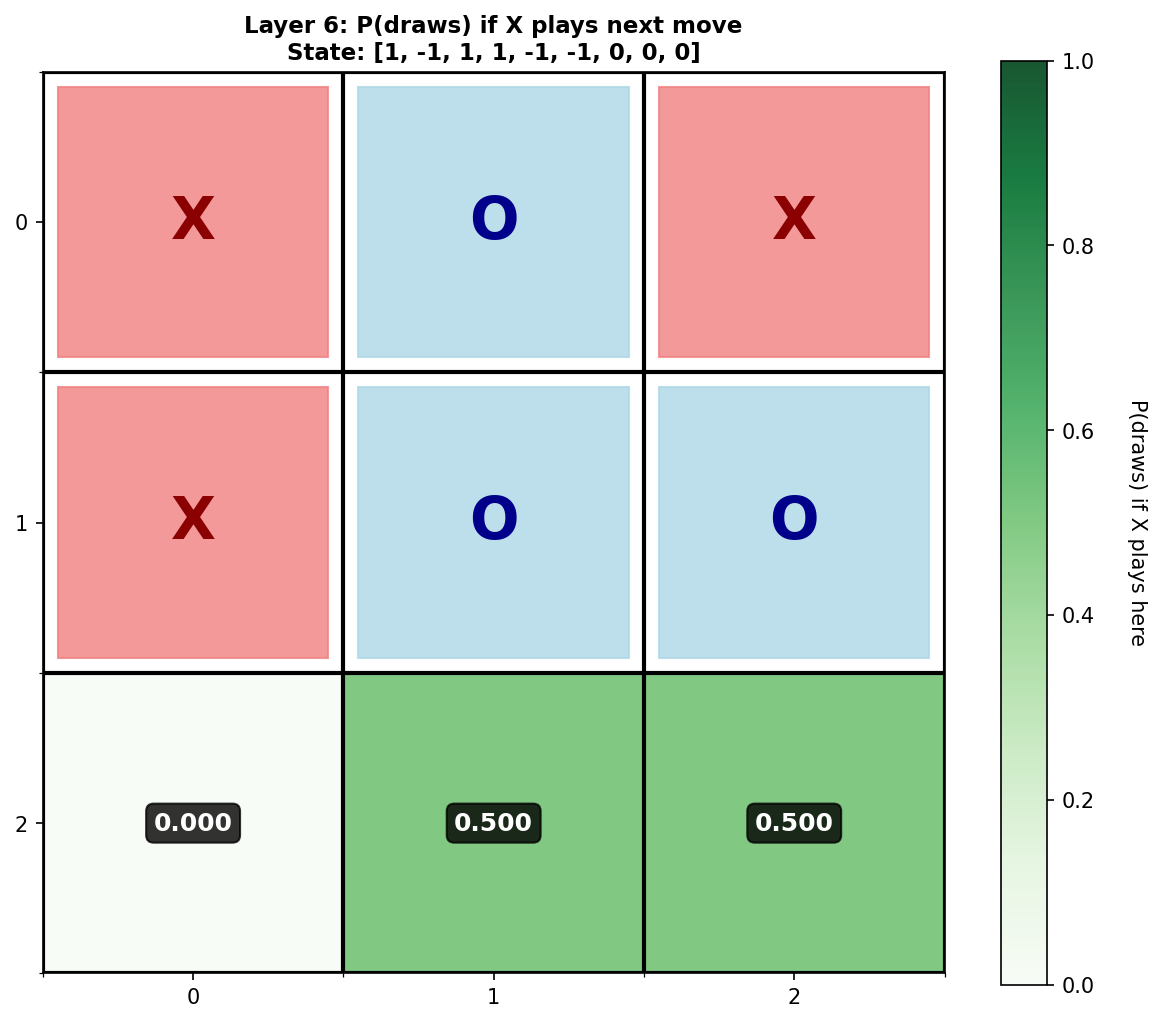 Layer 6: P(draws) if X plays next move
State: [1, -1, 1, 1, -1, -1, 0, 0, 0]
X O X
X O O
0.000 0.500 0.500
0
1
2
0 1 2
1.0
0.8
0.6
0.4
0.2
0.0
P(draws) if X plays here